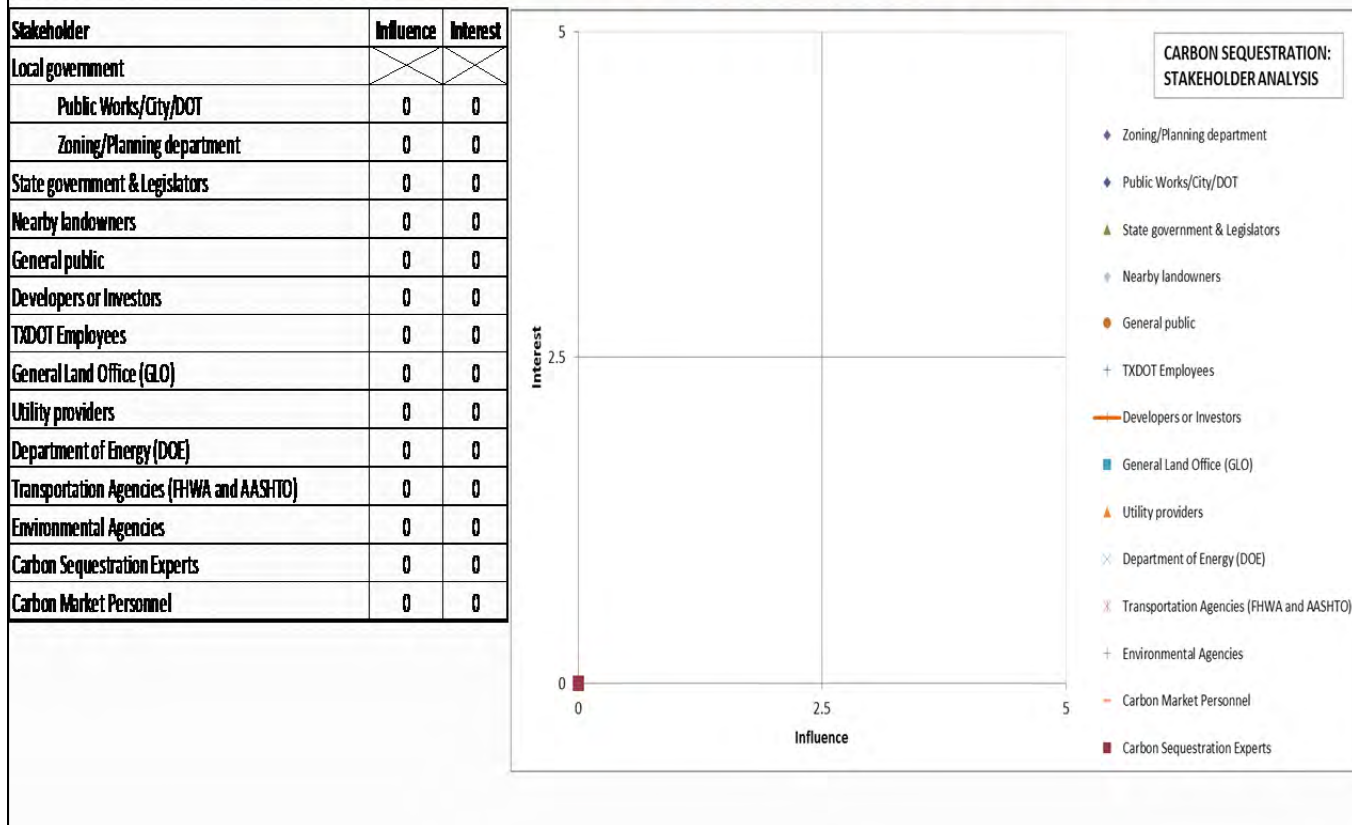 Stakeholder Influence Interest
Local government
Public Works/City/DOT 0 0
Zoning/Planning department 0 0
State government & Legislators 0 0
Nearby landowners 0 0
General public 0 0
Developers or Investors 0 0
TXDOT Employees 0 0
General Land Office (GLO) 0 0
Utility providers 0 0
Department of Energy (DOE) 0 0
Transportation Agencies (FHWA and AASHTO) 0 0
Environmental Agencies 0 0
Carbon Sequestration Experts 0 0
Carbon Market Personnel 0 0
CARBON SEQUESTRATION:
STAKEHOLDER ANALYSIS
5
2.5
0
Interest
0 2.5 5
Influence
Zoning/Planning department
Public Works/City/DOT
State government & Legislators
Nearby landowners
General public
TXDOT Employees
Developers or Investors
General Land Office (GLO)
Utility providers
Department of Energy (DOE)
Transportation Agencies (FHWA and AASHTO)
Environmental Agencies
Carbon Market Personnel
Carbon Sequestration Experts